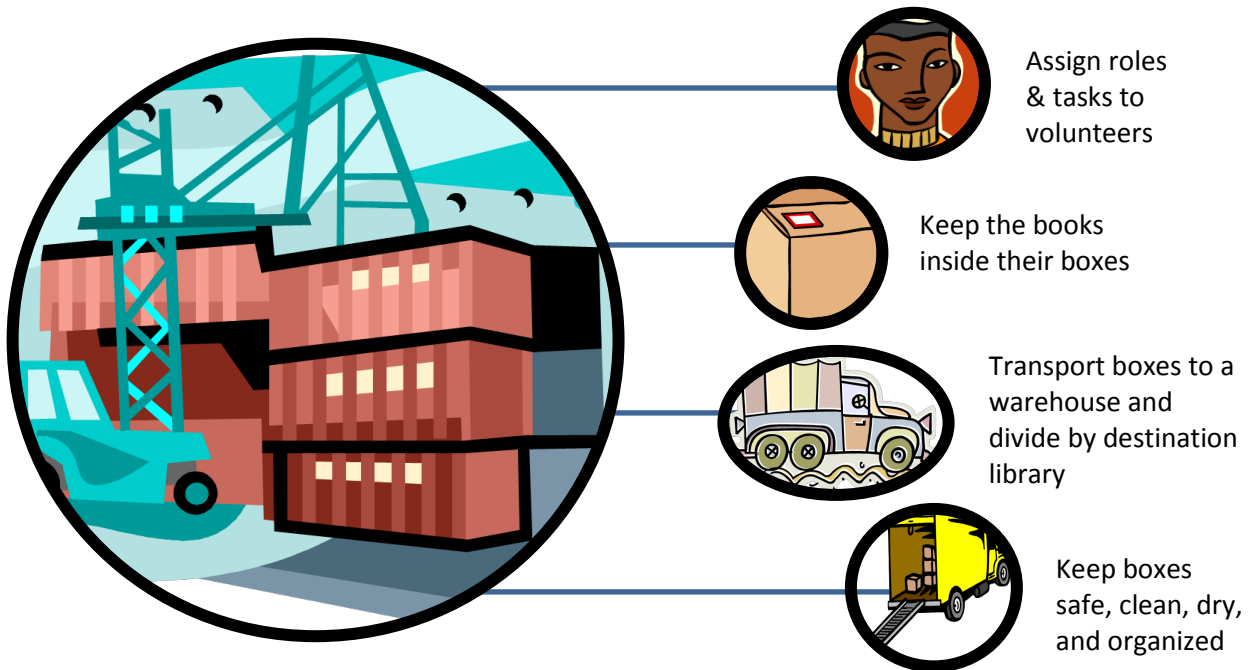 Assign roles
& tasks to
volunteers
Keep the books
inside their boxes
Transport boxes to a
warehouse and
divide by destination
library
Keep boxes
safe, clean, dry,
and organized